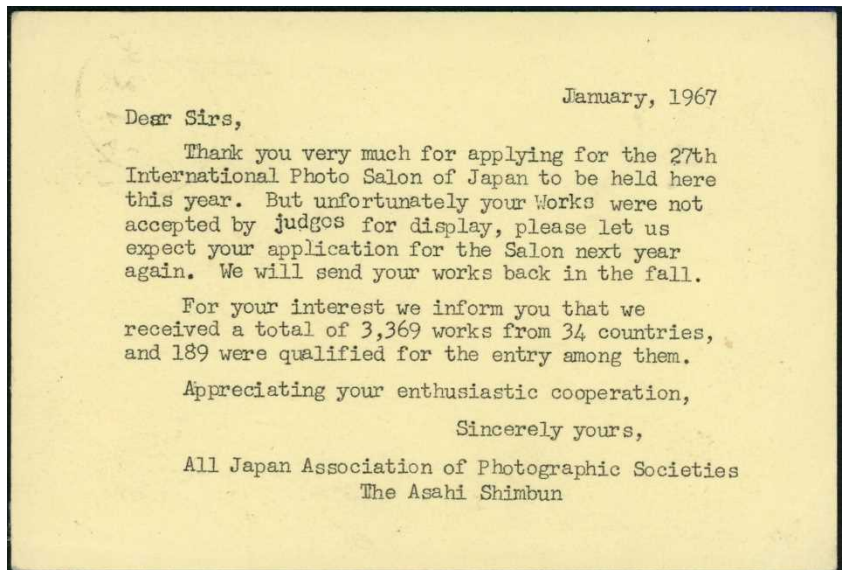 January, 1967
Dear Sirs,
Thank you very much for applying for the 27th
International Photo Salon of Japan to be held here
this year. But unfortunately your Works were not
accepted by judges for display, please let us
expect your application for the Salon next year
again. We will send your works back in the fall.
For your interest we inform you that we
received a total of 3,369 works from 34 countries,
and 189 were qualified for the entry among them.
Appreciating your enthusiastic cooperation,
Sincerely yours,
All Japan Association of Photographic Societies
The Asahi Shimbun